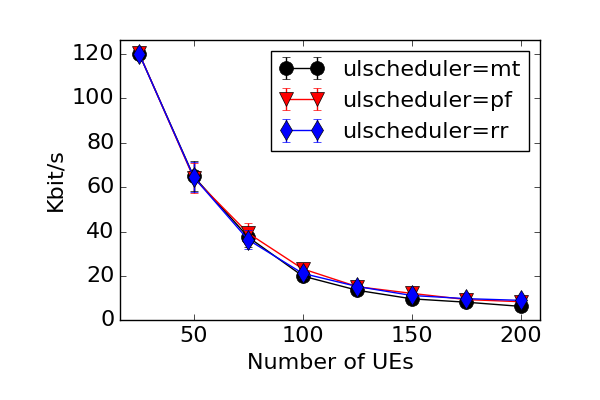 120
100
80
60
40
20
0
Kbit/s
ulscheduler=mt
ulscheduler=pf
ulscheduler=rr
50 100 150 200
Number of UEs